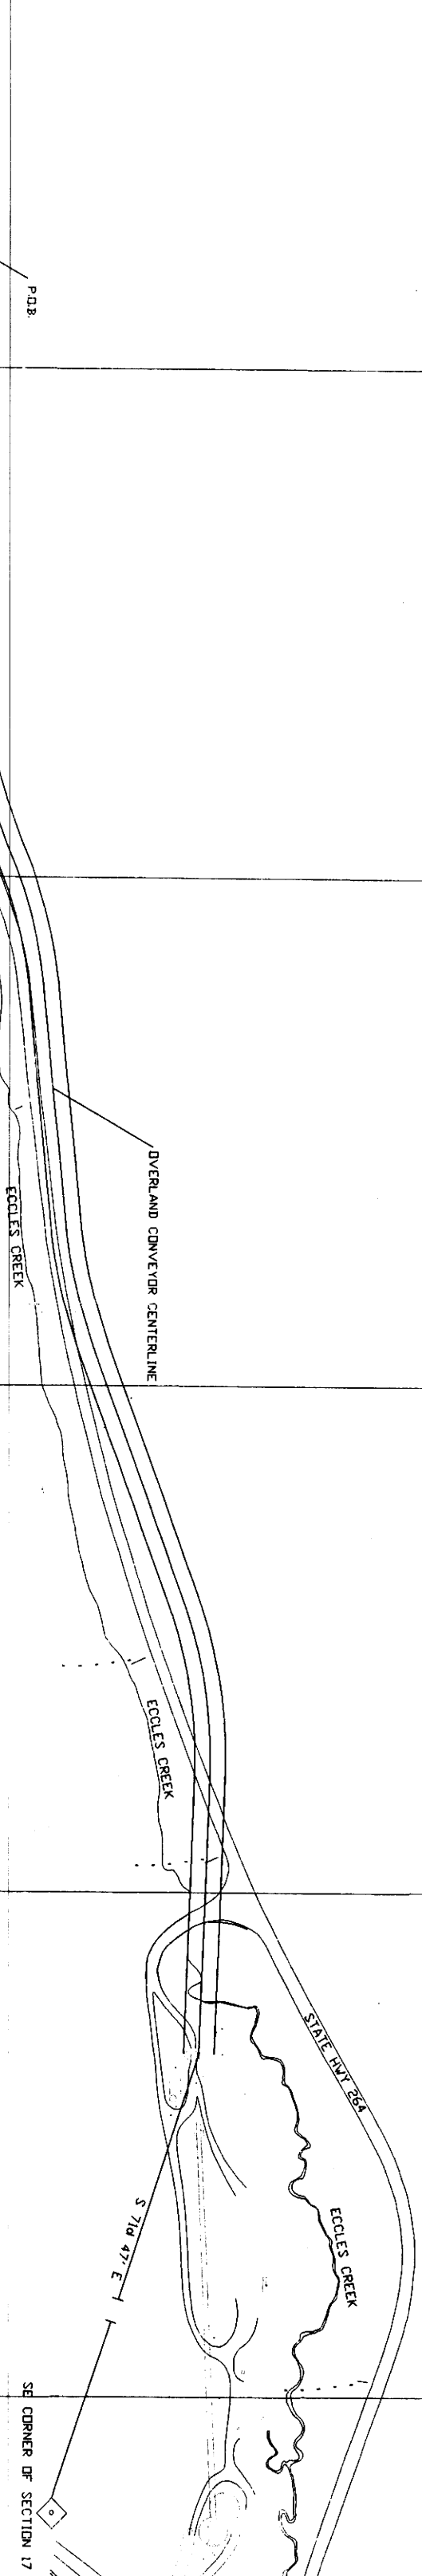 P.O.B.
OVERLAND CONVEYOR CENTERLINE
ECCLES CREEK
ECCLES CREEK
STATE HWY 264
ECCLES CREEK
S 71d 47' E
SE CORNER OF SECTION 17